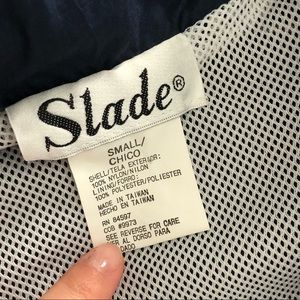 Slade®
SMALL/
CHICO
SHELL/TELA EXTERIOR:
100% NYLON/NILON
LINING/FORRO:
100% POLYESTER/POLIESTER
MADE IN TAIWAN
HECHO EN TAIWAN
RN 84597
COB #9973
SEE REVERSE FOR CARE
AL DORSO PARA